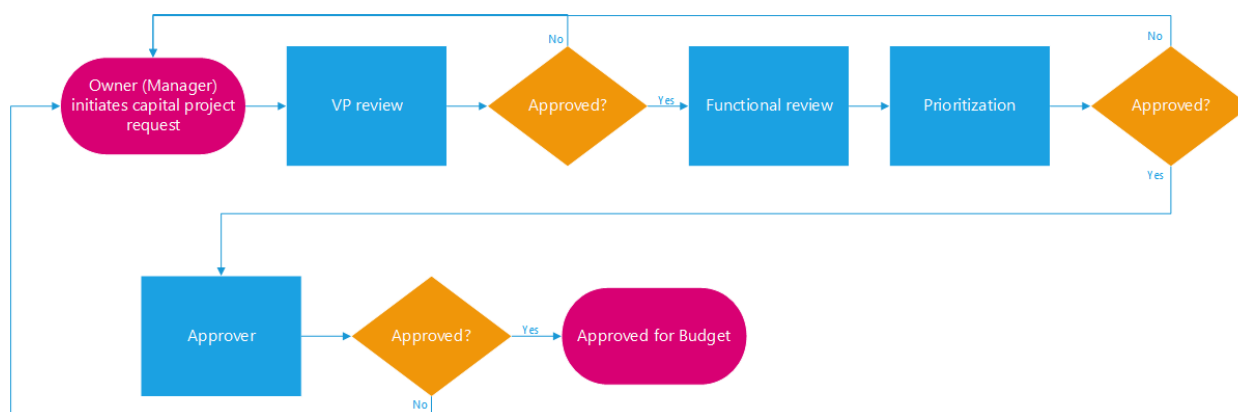 No
No
Owner (Manager)
initiates capital project
request
VP review
Approved?
Yes
Functional review
Prioritization
Approved?
Yes
Approver
Approved?
Yes
Approved for Budget
No